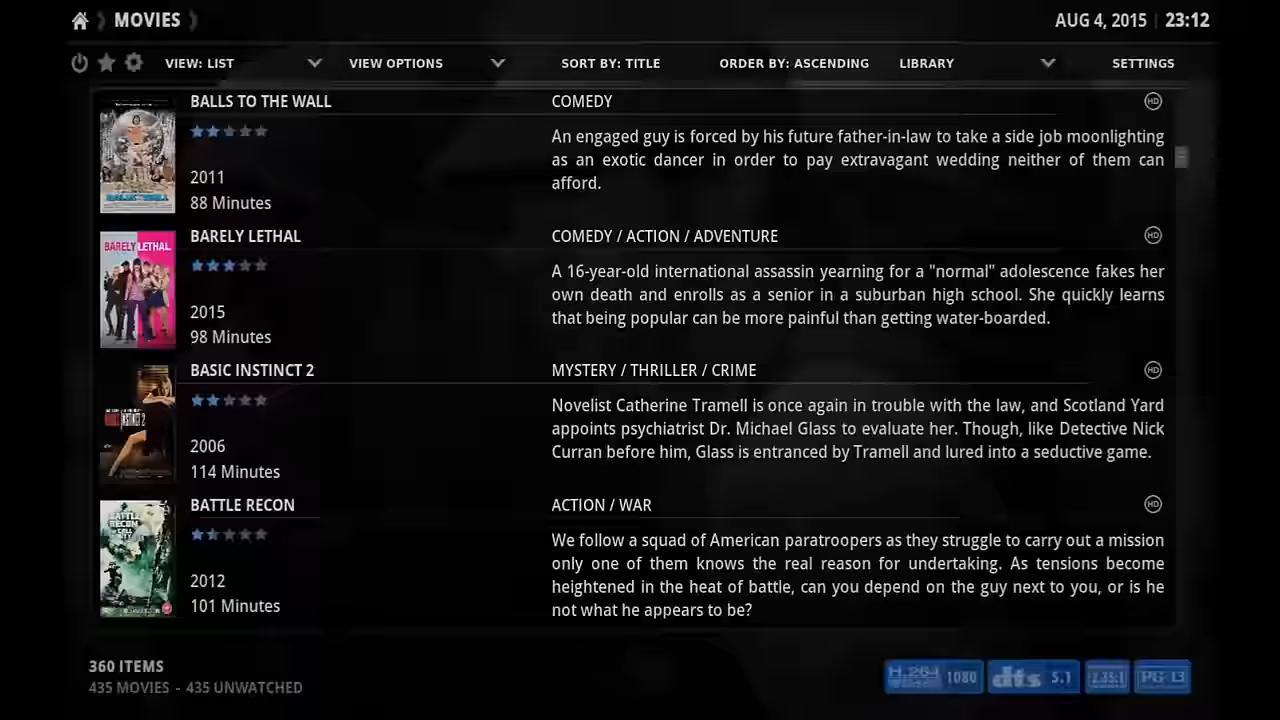 MOVIES
AUG 4, 2015 | 23:12
VIEW: LIST VIEW OPTIONS SORT BY: TITLE ORDER BY: ASCENDING LIBRARY SETTINGS
BALLS TO THE WALL COMEDY HD
An engaged guy is forced by his future father-in-law to take a side job moonlighting
as an exotic dancer in order to pay extravagant wedding neither of them can
afford.
2011
88 Minutes
BARELY LETHAL COMEDY / ACTION / ADVENTURE HD
BARELY LETHAL
A 16-year-old international assassin yearning for a "normal" adolescence fakes her
own death and enrolls as a senior in a suburban high school. She quickly learns
that being popular can be more painful than getting water-boarded.
2015
98 Minutes
BASIC INSTINCT 2 MYSTERY / THRILLER / CRIME HD
Novelist Catherine Tramell is once again in trouble with the law, and Scotland Yard
appoints psychiatrist Dr. Michael Glass to evaluate her. Though, like Detective Nick
Curran before him, Glass is entranced by Tramell and lured into a seductive game.
2006
114 Minutes
BATTLE RECON ACTION / WAR HD
BATTLE
RECON
We follow a squad of American paratroopers as they struggle to carry out a mission
only one of them knows the real reason for undertaking. As tensions become
heightened in the heat of battle, can you depend on the guy next to you, or is he
not what he appears to be?
2012
101 Minutes
360 ITEMS
435 MOVIES - 435 UNWATCHED
H.264 1080 dts 5.1 2.35:1 PG 13